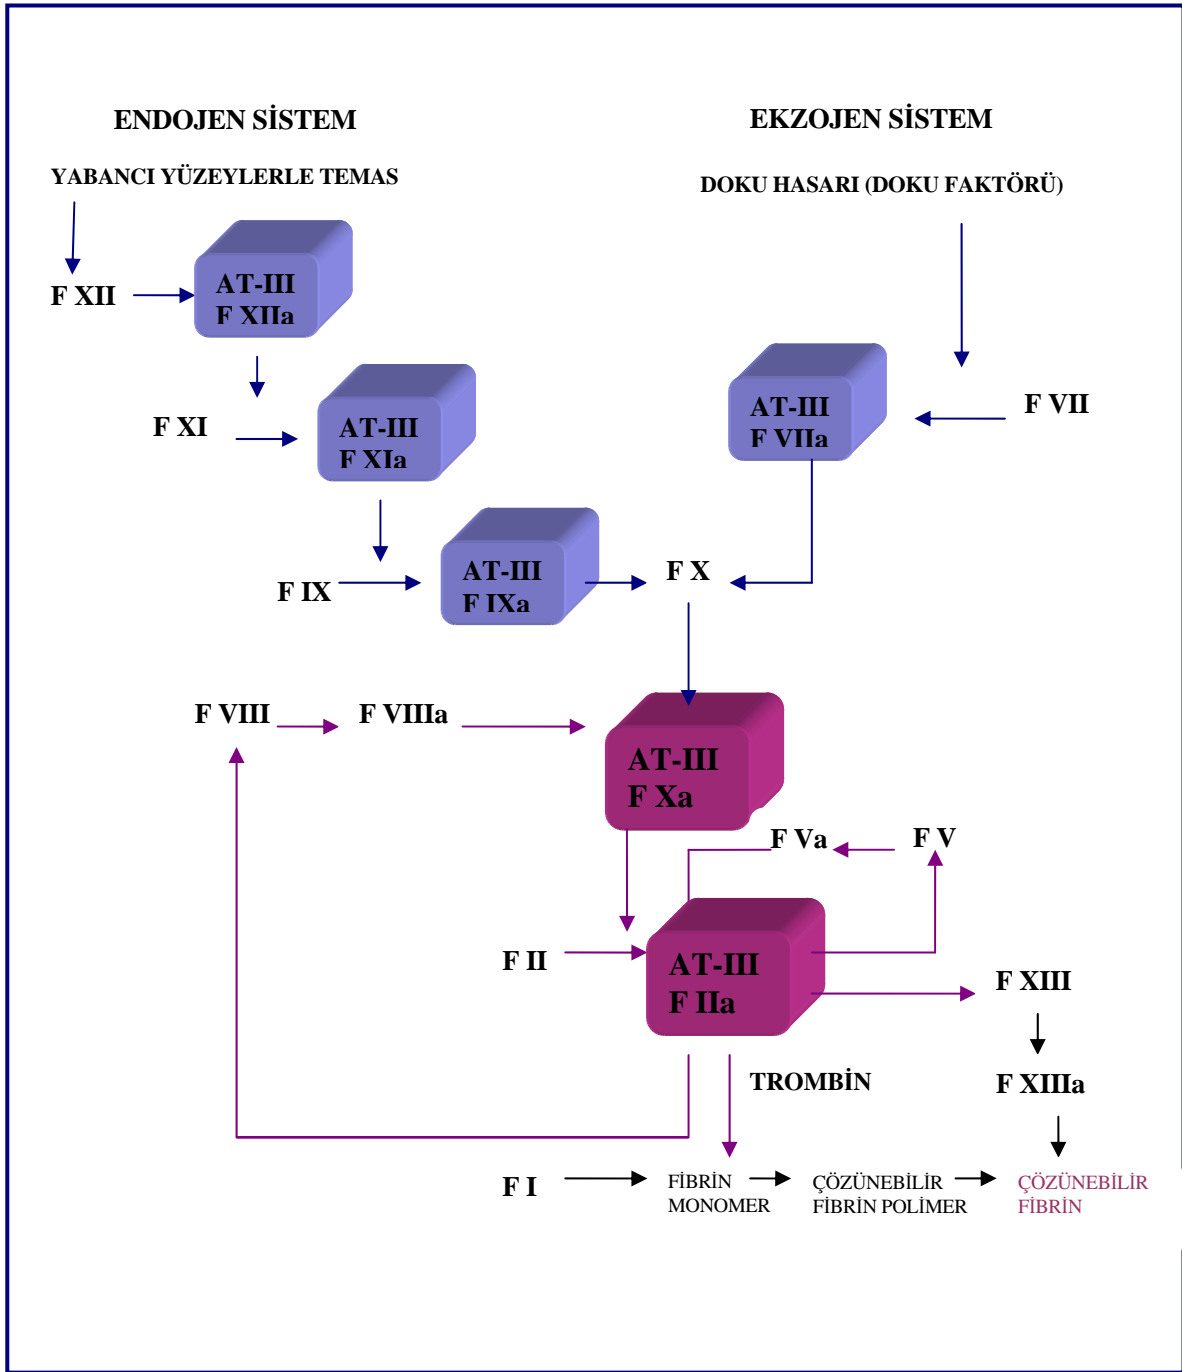 ENDOJEN SİSTEM
EKZOJEN SİSTEM
YABANCI YÜZEYLERLE TEMAS
DOKU HASARI (DOKU FAKTÖRÜ)
F XII
AT-III
F XIIa
F XI
AT-III
F XIa
AT-III
F VIIa
F VII
F IX
AT-III
F IXa
F X
F VIII
F VIIIa
AT-III
F Xa
F Va
F V
F II
AT-III
F IIa
F XIII
TROMBİN
F XIIIa
F I
FİBRİN
MONOMER
ÇÖZÜNEBİLİR
FİBRİN POLİMER
ÇÖZÜNEBİLİR
FİBRİN